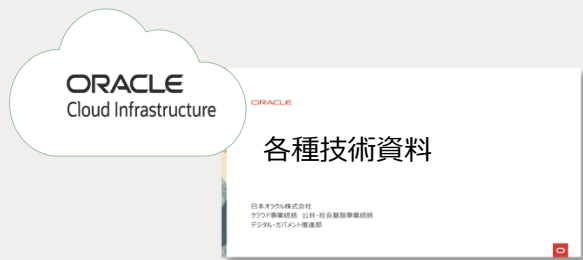 ORACLE
Cloud Infrastructure
ORACLE
各種技術資料
日本オラクル株式会社
クラウド事業統括 公共・社会基盤事業統括
デジタル・ガバメント推進部